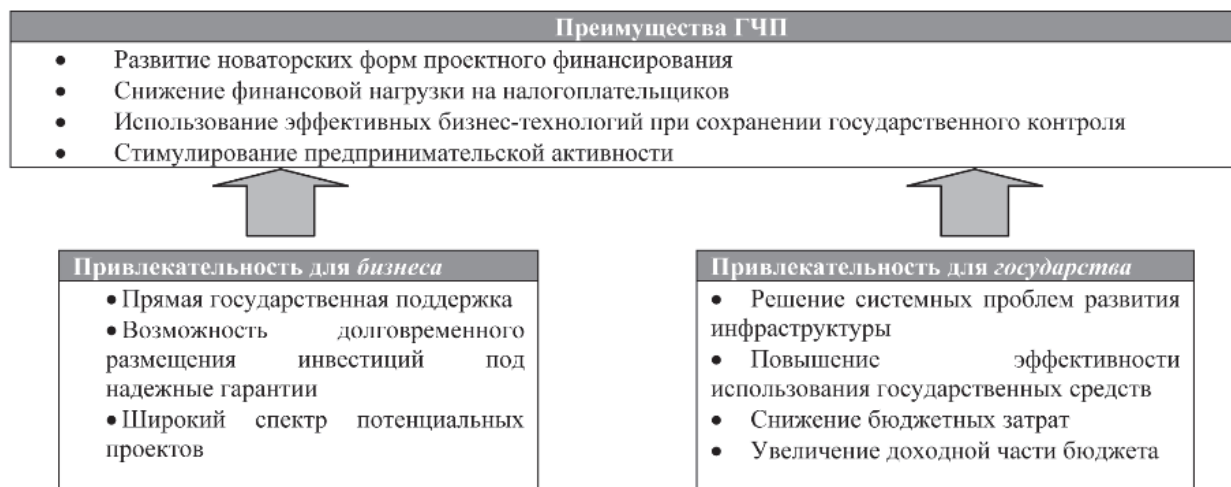 Преимущества ГЧП
• Развитие новаторских форм проектного финансирования
• Снижение финансовой нагрузки на налогоплательщиков
• Использование эффективных бизнес-технологий при сохранении государственного контроля
• Стимулирование предпринимательской активности
Привлекательность для бизнеса
• Прямая государственная поддержка
• Возможность долговременного
размещения инвестиций под
надежные гарантии
• Широкий спектр потенциальных
проектов
Привлекательность для государства
• Решение системных проблем развития
инфраструктуры
• Повышение эффективности
использования государственных средств
• Снижение бюджетных затрат
• Увеличение доходной части бюджета